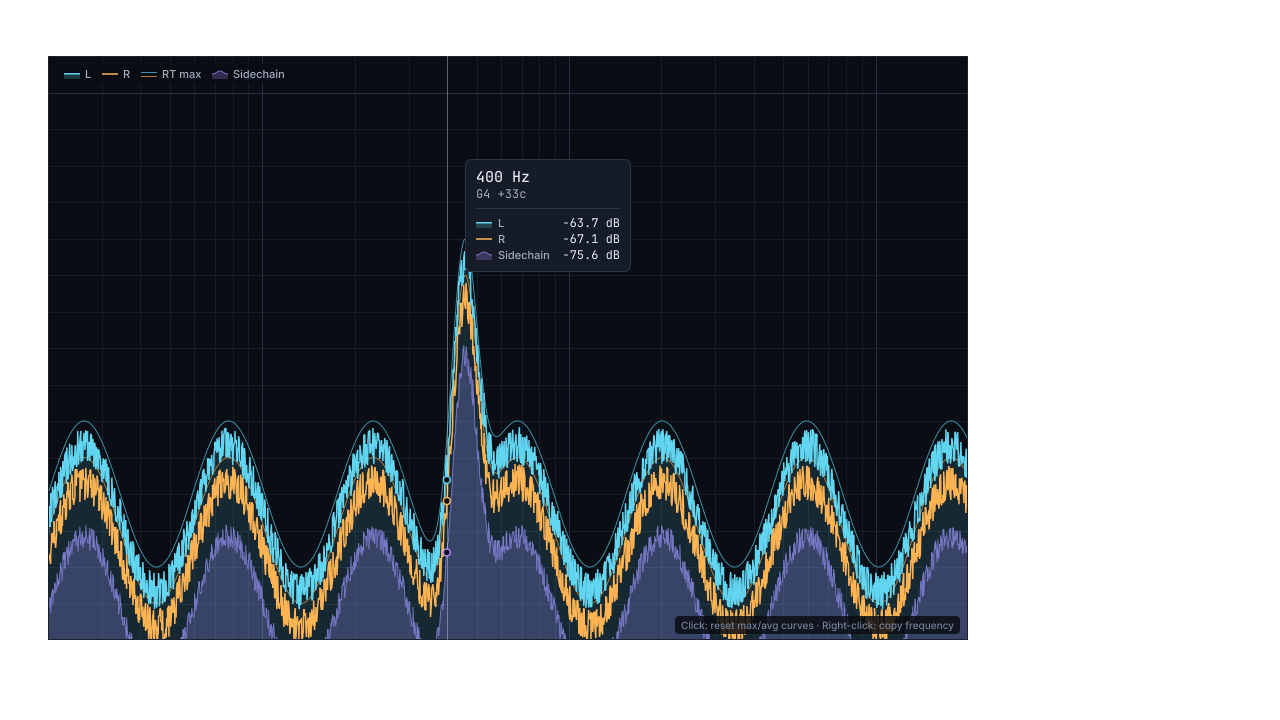 L R RT max Sidechain
400 Hz
G4 +33c
L -63.7 dB
R -67.1 dB
Sidechain -75.6 dB
Click: reset max/avg curves · Right-click: copy frequency